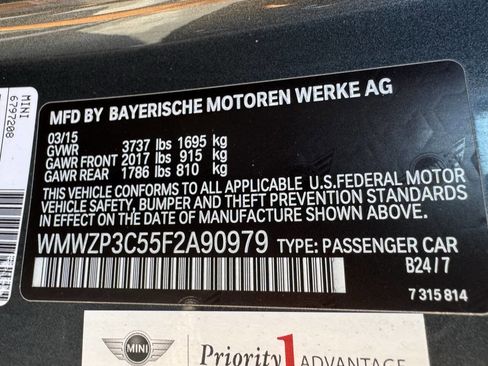 MINI
6797208
MFD BY BAYERISCHE MOTOREN WERKE AG
03/15
GVWR 3737 lbs 1695 kg
GAWR FRONT 2017 lbs 915 kg
GAWR REAR 1786 lbs 810 kg
THIS VEHICLE CONFORMS TO ALL APPLICABLE U.S.FEDERAL MOTOR
VEHICLE SAFETY, BUMPER AND THEFT PREVENTION STANDARDS
IN EFFECT ON THE DATE OF MANUFACTURE SHOWN ABOVE.
WMWZP3C55F2A90979 TYPE: PASSENGER CAR
B24/7
7 315 814
MINI
Priority1 ADVANTAGE